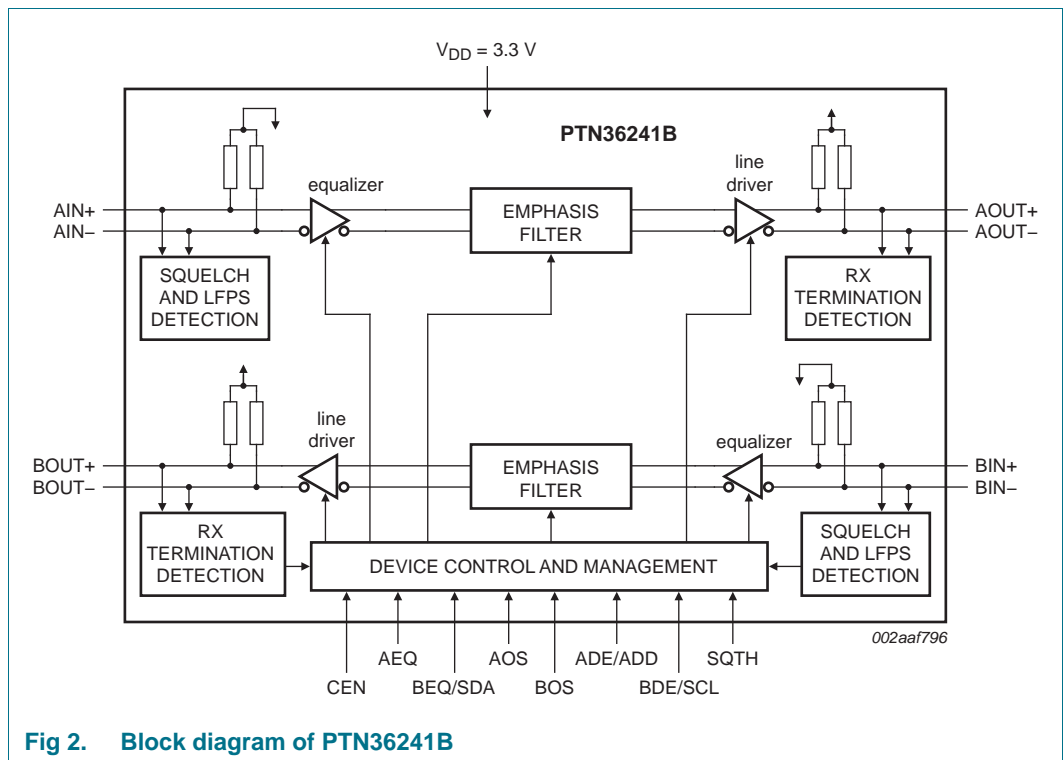 VDD = 3.3 V
PTN36241B
equalizer
line
driver
AIN+
AIN−
EMPHASIS
FILTER
AOUT+
AOUT−
SQUELCH
AND LFPS
DETECTION
RX
TERMINATION
DETECTION
line
driver
equalizer
BOUT+
BOUT−
EMPHASIS
FILTER
BIN+
BIN−
RX
TERMINATION
DETECTION
DEVICE CONTROL AND MANAGEMENT
SQUELCH
AND LFPS
DETECTION
002aaf796
AEQ
AOS
ADE/ADD
SQTH
CEN
BEQ/SDA
BOS
BDE/SCL
Fig 2. Block diagram of PTN36241B